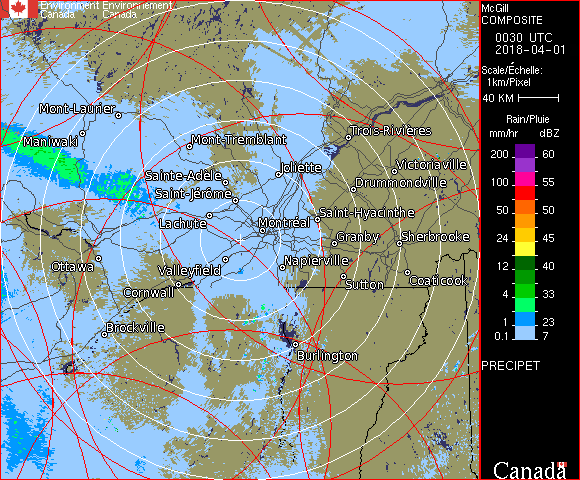 Environment Environnement
Canada Canada
McGill
COMPOSITE
0030 UTC
2018-04-01
Scale/Échelle:
1km/Pixel
40 KM
Rain/Pluie
mm/hr dBZ
200 60
100 55
50 50
24 45
12 40
8 33
4 33
1 23
0.1 7
PRECIPET
Canada
Mont-Laurier
Maniwaki
Mont-Tremblant
Trois-Rivières
Joliette
Victoriaville
Sainte-Adèle
Drummondville
Saint-Jérôme
Saint-Hyacinthe
Lachute
Montréal
Granby
Sherbrooke
Ottawa
Valleyfield
Napierville
Sutton
Coaticook
Cornwall
Brockville
Burlington